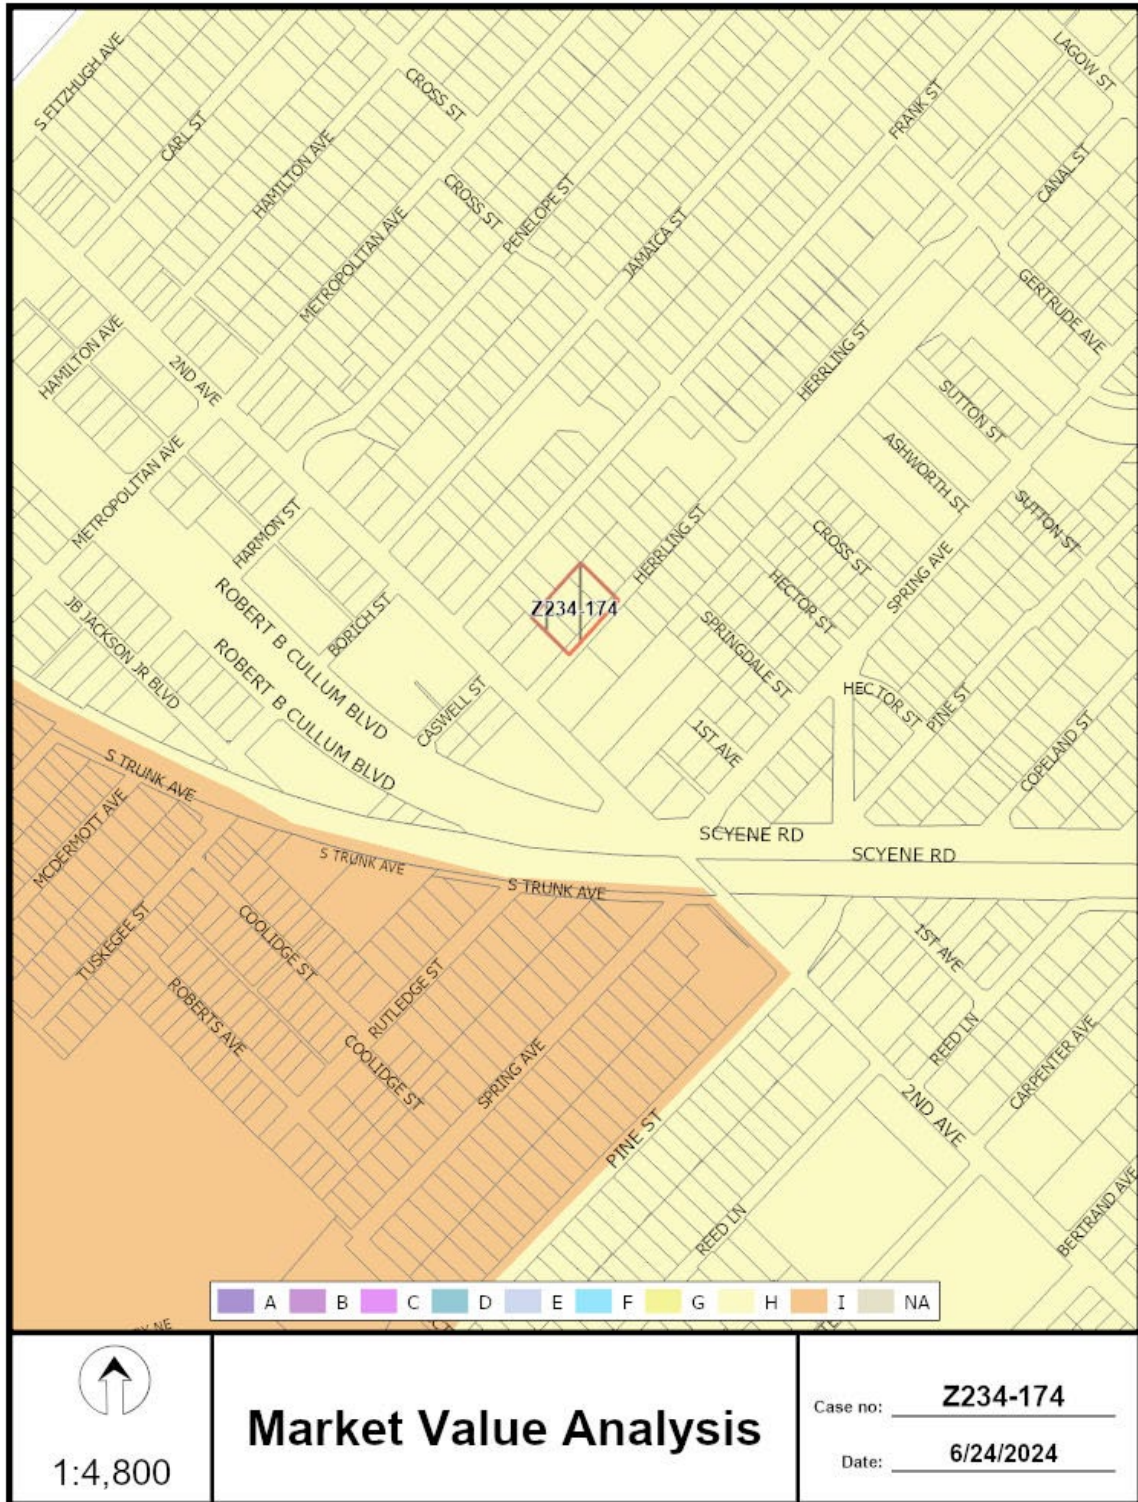 LAGOW ST
S FITZHUGH AVE
CROSS ST
FRANK ST
CARL ST
HAMILTON AVE
CANAL ST
CROSS ST
PENELOPE ST
METROPOLITAN AVE
JAMAICA ST
GERTRUDE AVE
HAMILTON AVE
2ND AVE
HERRLING ST
SUTTON ST
METROPOLITAN AVE
ASHWORTH ST
SUTTON ST
HARMON ST
HERRLING ST
CROSS ST
SPRING AVE
HECTOR ST
Z234-174
ROBERT B CULLUM BLVD
BORICH ST
JB JACKSON JR BLVD
SPRINGDALE ST
ROBERT B CULLUM BLVD
CASWELL ST
HECTOR ST
PINE ST
1ST AVE
COPELAND ST
S TRUNK AVE
MCDERMOTT AVE
SCYENE RD
SCYENE RD
S TRUNK AVE
S TRUNK AVE
TUSKEGEE ST
COOLIDGE ST
1ST AVE
RUTLEDGE ST
ROBERTS AVE
REED LN
COOLIDGE ST
SPRING AVE
CARPENTER AVE
2ND AVE
PINE ST
BERTRAND AVE
REED LN
A B C D E F G H I NA
1:4,800
Market Value Analysis
Case no: Z234-174
Date: 6/24/2024